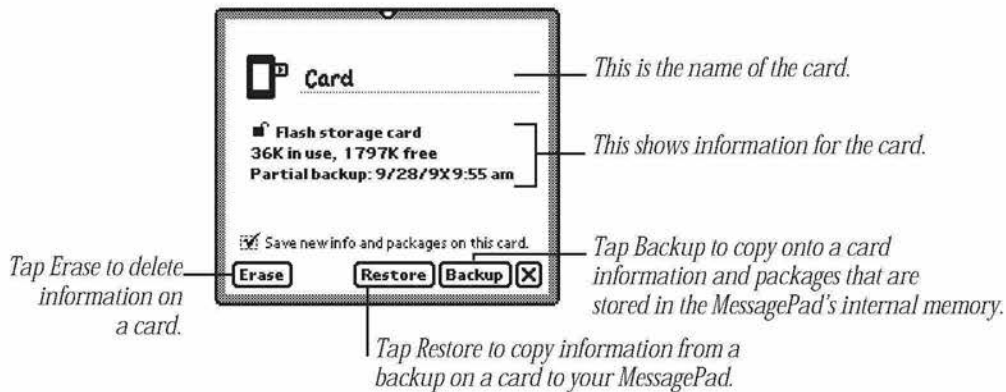 Card
This is the name of the card.
Flash storage card
36K in use, 1797K free
Partial backup: 9/28/9X 9:55 am
This shows information for the card.
Save new info and packages on this card.
Erase
Restore
Backup
Tap Erase to delete
information on
a card.
Tap Backup to copy onto a card
information and packages that are
stored in the MessagePad's internal memory.
Tap Restore to copy information from a
backup on a card to your MessagePad.